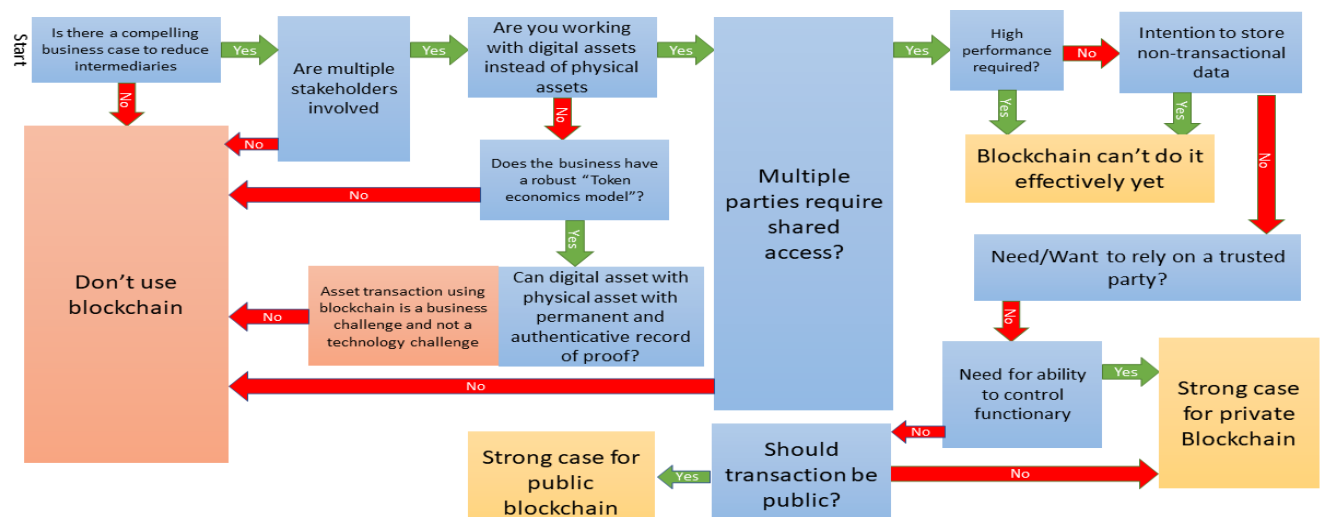 Start
Is there a compelling
business case to reduce
intermediaries
Yes
Are multiple
stakeholders
involved
Yes
Are you working
with digital assets
instead of physical
assets
Yes
Multiple
parties require
shared
access?
Yes
High
performance
required?
No
Intention to store
non-transactional
data
No
No
No
Yes
Yes
No
Don't use
blockchain
Does the business have
a robust “Token
economics model”?
No
Yes
Blockchain can't do it
effectively yet
Asset transaction using
blockchain is a business
challenge and not a
technology challenge
No
Can digital asset with
physical asset with
permanent and
authenticative record
of proof?
No
Need/Want to rely on a trusted
party?
No
Need for ability
to control
functionary
Yes
Strong case
for private
Blockchain
No
Strong case for
public
blockchain
Yes
Should
transaction be
public?
No